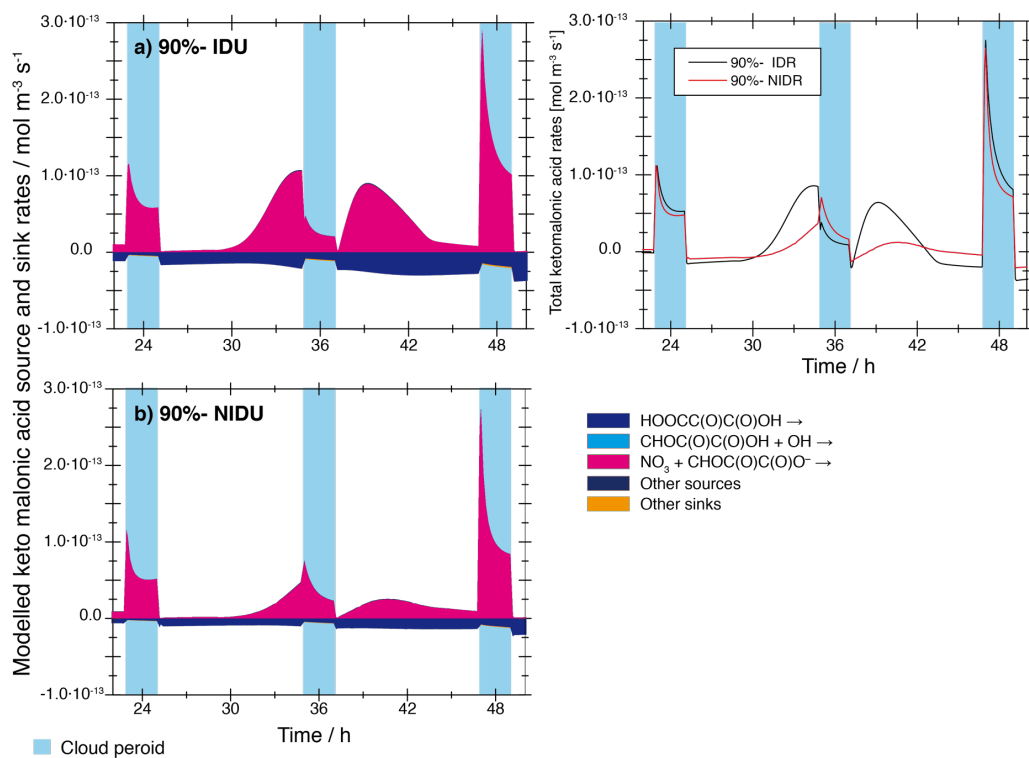 Modelled keto malonic acid source and sink rates / mol m⁻³ s⁻¹
a) 90%- IDU
3.0·10⁻¹³
2.0·10⁻¹³
1.0·10⁻¹³
0.0
-1.0·10⁻¹³
24 30 36 42 48
Total ketomalonic acid rates [mol m⁻³ s⁻¹]
90%- IDR
90%- NIDR
3.0·10⁻¹³
2.0·10⁻¹³
1.0·10⁻¹³
0.0
-1.0·10⁻¹³
24 30 36 42 48
Time / h
b) 90%- NIDU
3.0·10⁻¹³
2.0·10⁻¹³
1.0·10⁻¹³
0.0
-1.0·10⁻¹³
24 30 36 42 48
Time / h
HOOCC(O)C(O)OH →
CHOC(O)C(O)OH + OH →
NO₃ + CHOC(O)C(O)O⁻ →
Other sources
Other sinks
Cloud peroid